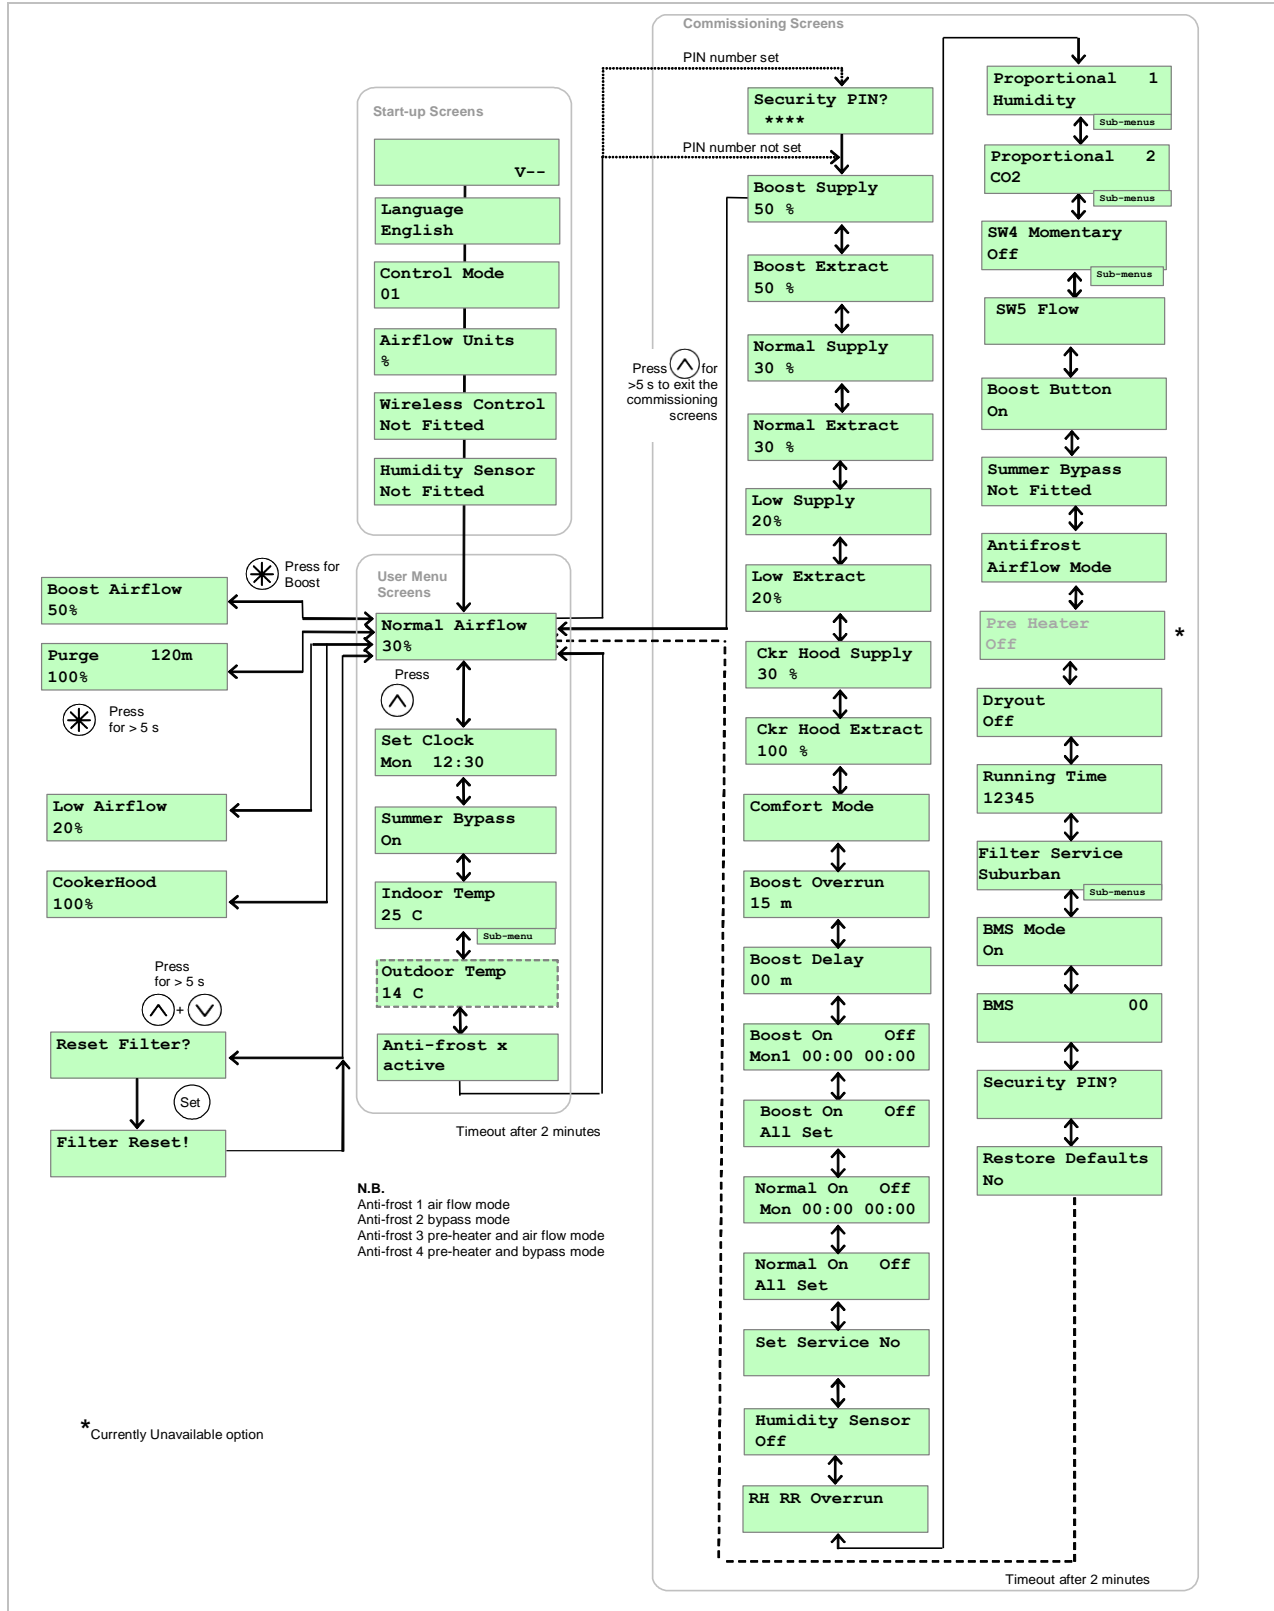 Commissioning Screens
PIN number set
Security PIN?
****
PIN number not set
Start-up Screens
V--
Language
English
Control Mode
01
Airflow Units
%
Wireless Control
Not Fitted
Humidity Sensor
Not Fitted
User Menu
Screens
Normal Airflow
30%
Press
Set Clock
Mon 12:30
Summer Bypass
On
Indoor Temp
25 C
Sub-menu
Outdoor Temp
14 C
Anti-frost x
active
Timeout after 2 minutes
Press for
Boost
Boost Airflow
50%
Purge 120m
100%
Press
for > 5 s
Low Airflow
20%
CookerHood
100%
Press
for > 5 s
+
Reset Filter?
Set
Filter Reset!
N.B.
Anti-frost 1 air flow mode
Anti-frost 2 bypass mode
Anti-frost 3 pre-heater and air flow mode
Anti-frost 4 pre-heater and bypass mode
*Currently Unavailable option
Press for
>5 s to exit the
commissioning
screens
Boost Supply
50 %
Boost Extract
50 %
Normal Supply
30 %
Normal Extract
30 %
Low Supply
20%
Low Extract
20%
Ckr Hood Supply
30 %
Ckr Hood Extract
100 %
Comfort Mode
Boost Overrun
15 m
Boost Delay
00 m
Boost On Off
Mon1 00:00 00:00
Boost On Off
All Set
Normal On Off
Mon 00:00 00:00
Normal On Off
All Set
Set Service No
Humidity Sensor
Off
RH RR Overrun
Proportional 1
Humidity
Sub-menus
Proportional 2
CO2
Sub-menus
SW4 Momentary
Off
Sub-menus
SW5 Flow
Boost Button
On
Summer Bypass
Not Fitted
Antifrost
Airflow Mode
Pre Heater
Off
*
Dryout
Off
Running Time
12345
Filter Service
Suburban
Sub-menus
BMS Mode
On
BMS 00
Security PIN?
Restore Defaults
No
Timeout after 2 minutes